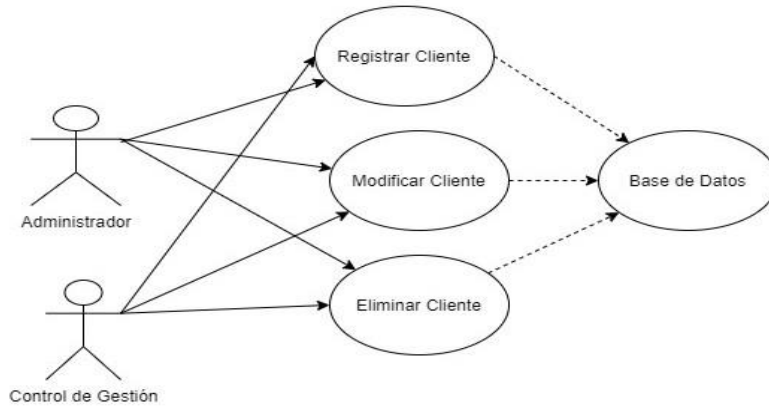 Registrar Cliente
Modificar Cliente
Base de Datos
Administrador
Eliminar Cliente
Control de Gestión